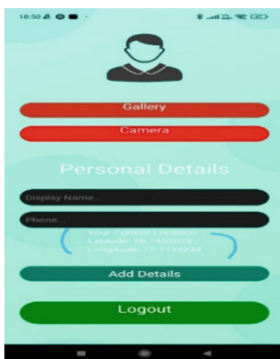 18:50
Gallery
Camera
Personal Details
Display Name...
Phone...
Your Current Location
Latitude:
Longitude:
Add Details
Logout